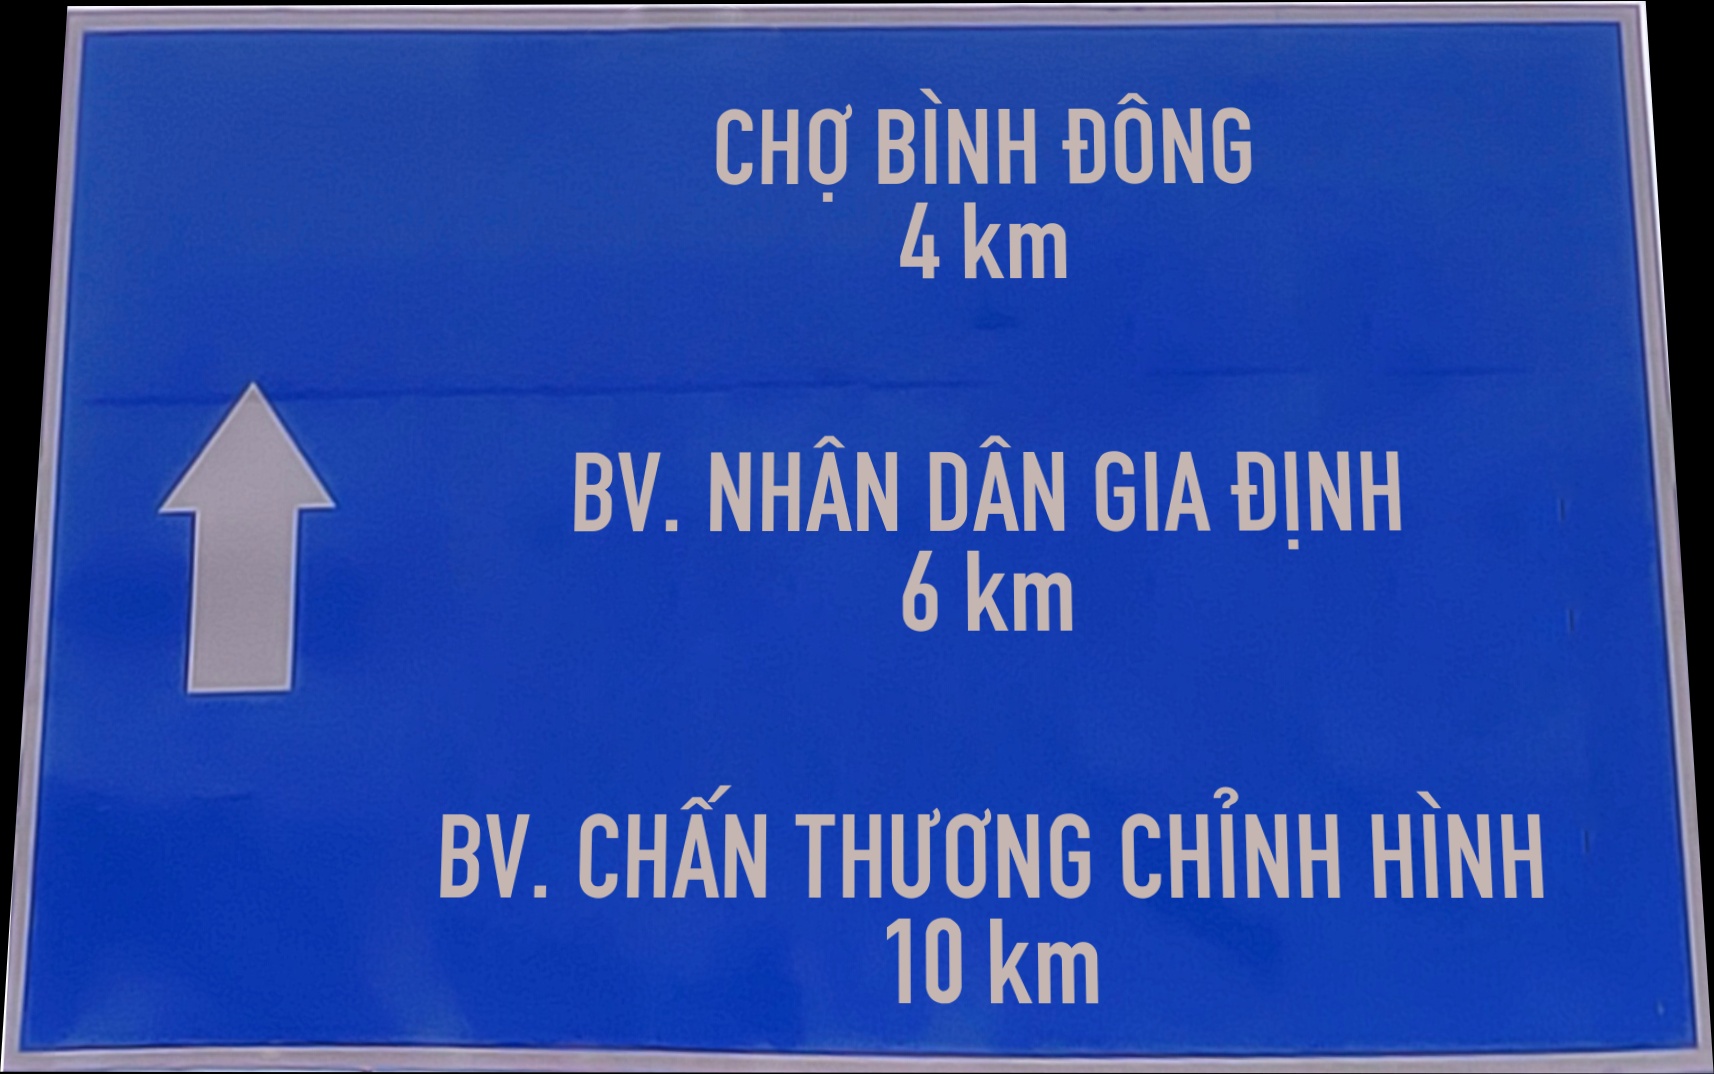 CHỢ BÌNH ĐÔNG
4 km
BV. NHÂN DÂN GIA ĐỊNH
6 km
BV. CHẤN THƯƠNG CHỈNH HÌNH
10 km